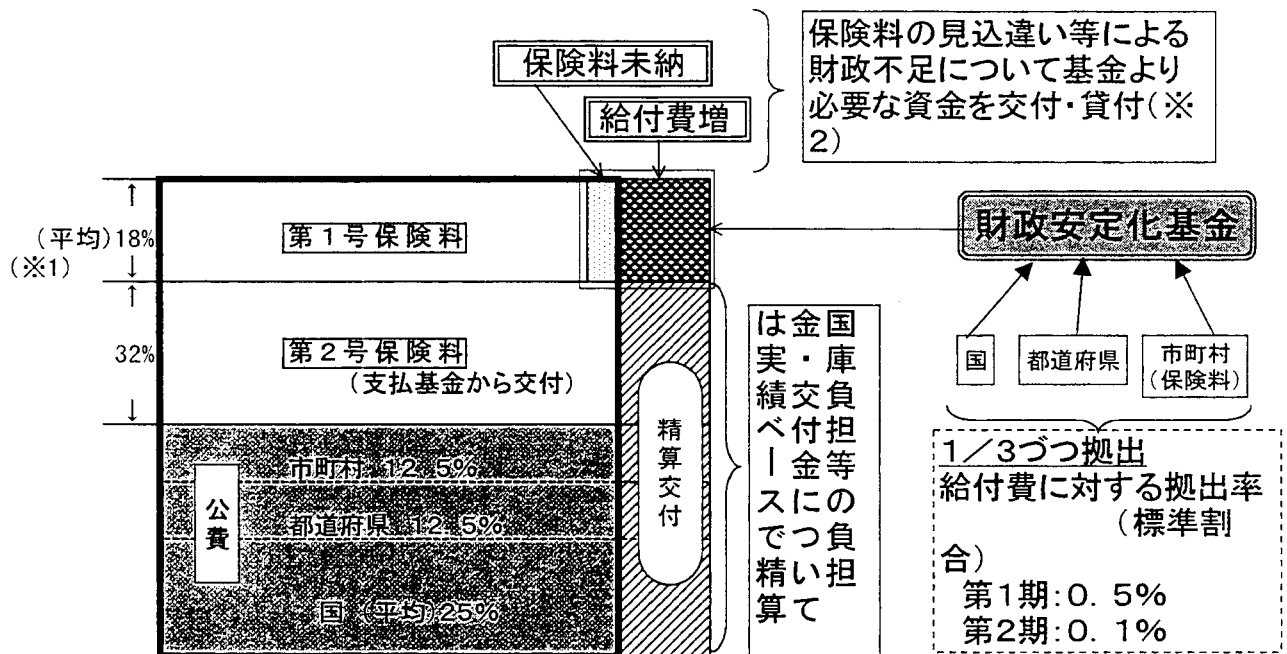 保険料未納
給付費増
保険料の見込違い等による
財政不足について基金より
必要な資金を交付・貸付(※
2)
(平均)18%
(※1)
第1号保険料
財政安定化基金
32%
第2号保険料
(支払基金から交付)
国
都道府県
市町村
(保険料)
公費
市町村 12.5%
都道府県 12.5%
国 (平均)25%
精算交付
国庫負担等の負担
金・交付金につい
は実績ベースで精算
て
1/3づつ拠出
給付費に対する拠出率
(標準割
合)
第1期:0.5%
第2期:0.1%